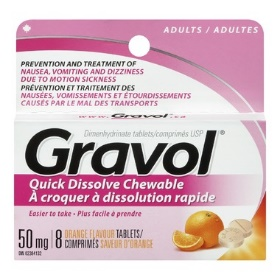 ADULTS / ADULTES
PREVENTION AND TREATMENT OF
NAUSEA, VOMITING AND DIZZINESS
DUE TO MOTION SICKNESS
PRÉVENTION ET TRAITEMENT DES
NAUSÉES, VOMISSEMENTS ET ÉTOURDISSEMENTS
CAUSÉS PAR LE MAL DES TRANSPORTS
Gravol®
Dimenhydrinate tablets/comprimés USP
Quick Dissolve Chewable
À croquer à dissolution rapide
Easier to take - Plus facile à prendre
50 mg 8 ORANGE FLAVOUR TABLETS/
COMPRIMÉS SAVEUR D'ORANGE